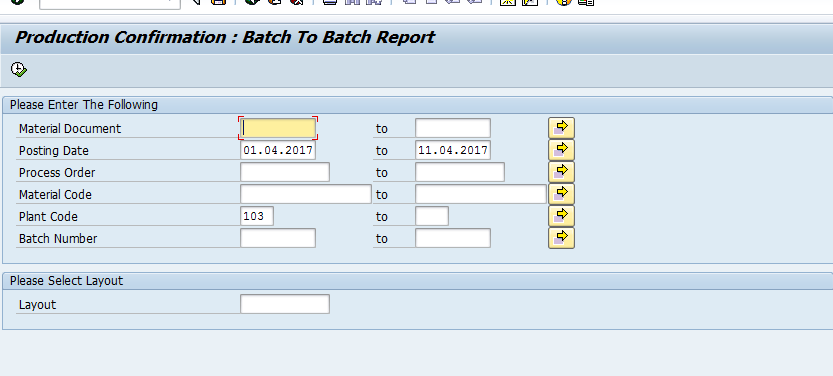 Production Confirmation : Batch To Batch Report
Please Enter The Following
Material Document to
Posting Date 01.04.2017 to 11.04.2017
Process Order to
Material Code to
Plant Code 103 to
Batch Number to
Please Select Layout
Layout